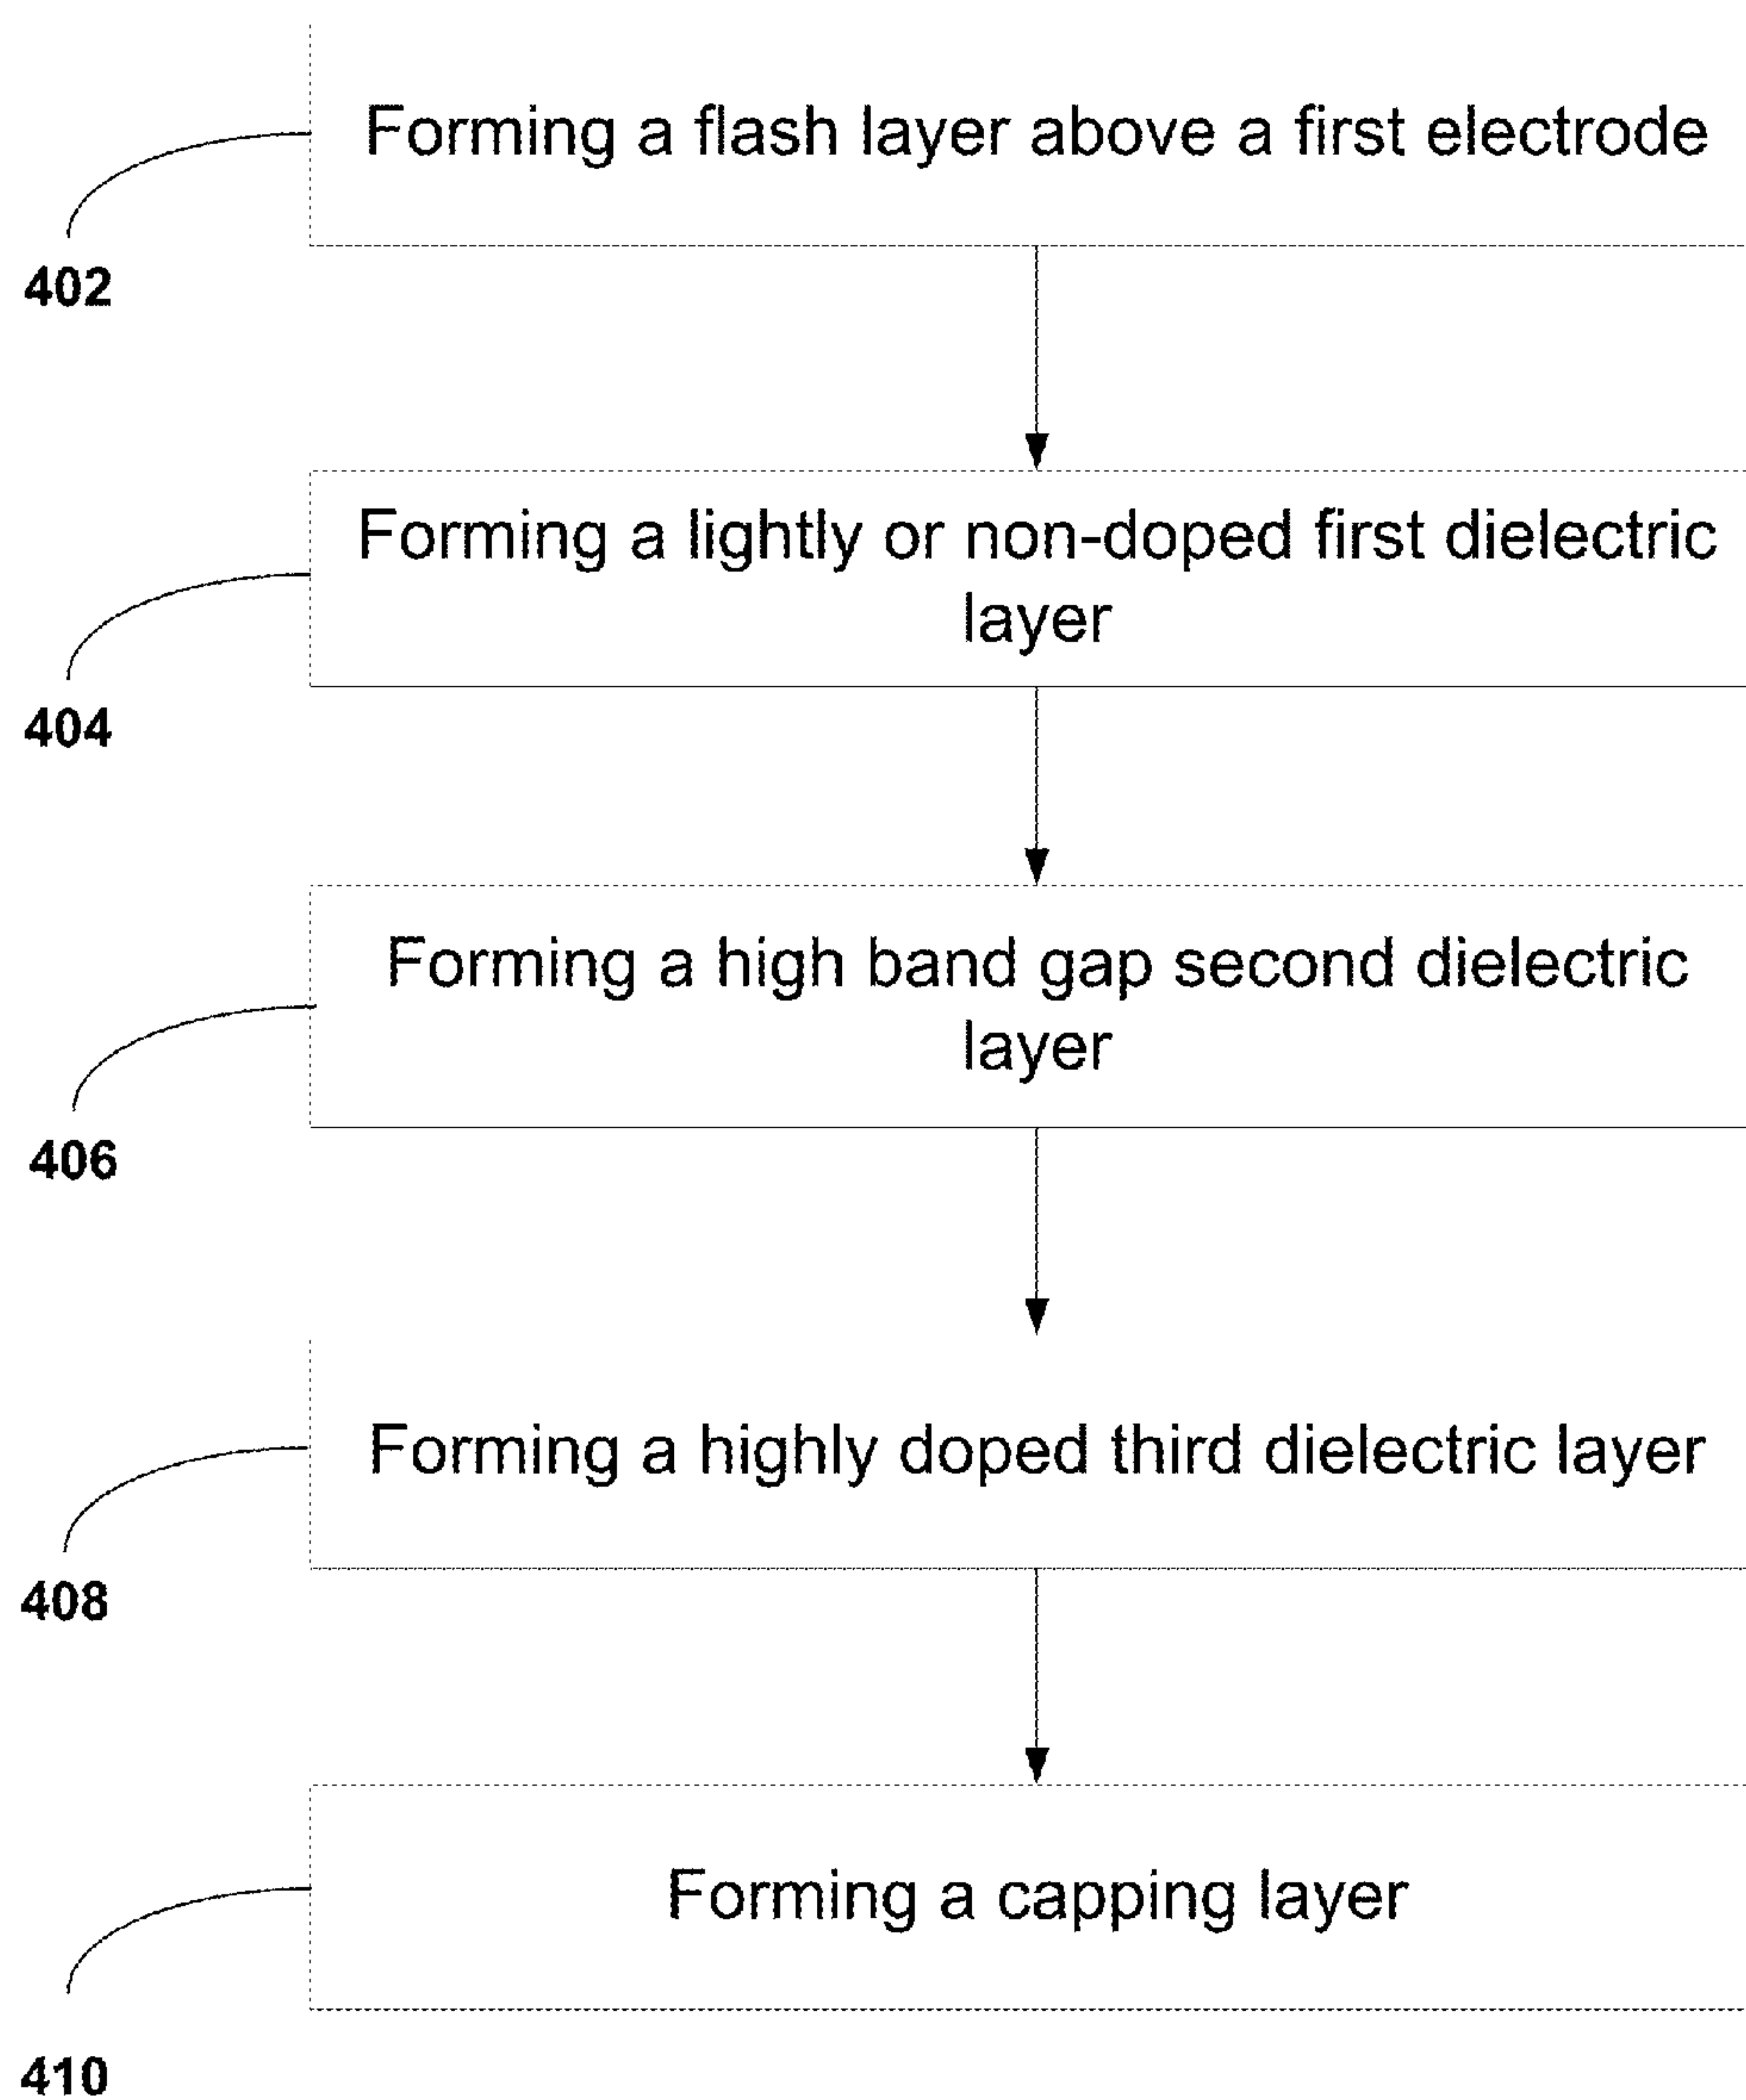 Forming a flash layer above a first electrode
402
Forming a lightly or non-doped first dielectric
layer
404
Forming a high band gap second dielectric
layer
406
Forming a highly doped third dielectric layer
408
Forming a capping layer
410